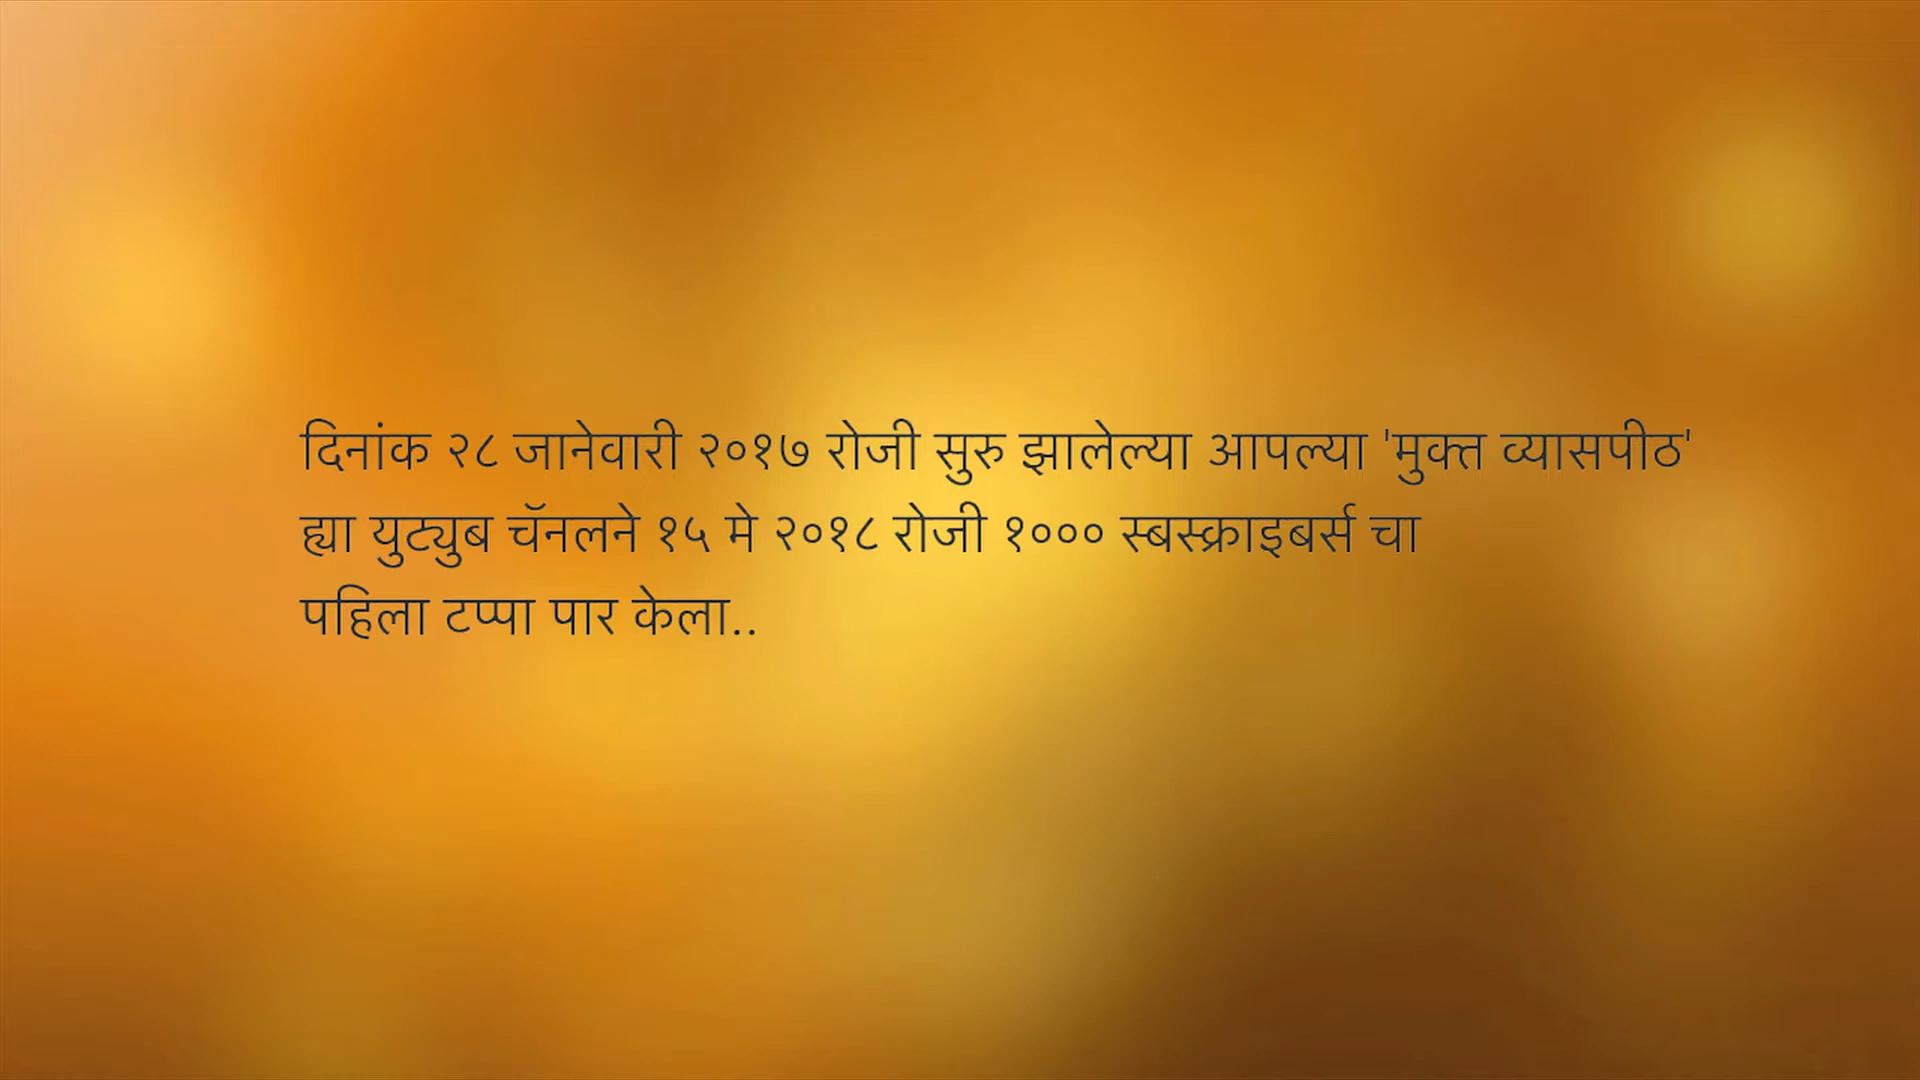 दिनांक २८ जानेवारी २०१७ रोजी सुरु झालेल्या आपल्या 'मुक्त व्यासपीठ'
ह्या युट्युब चॅनलने १५ मे २०१८ रोजी १००० स्बस्क्राइबर्स चा
पहिला टप्पा पार केला..